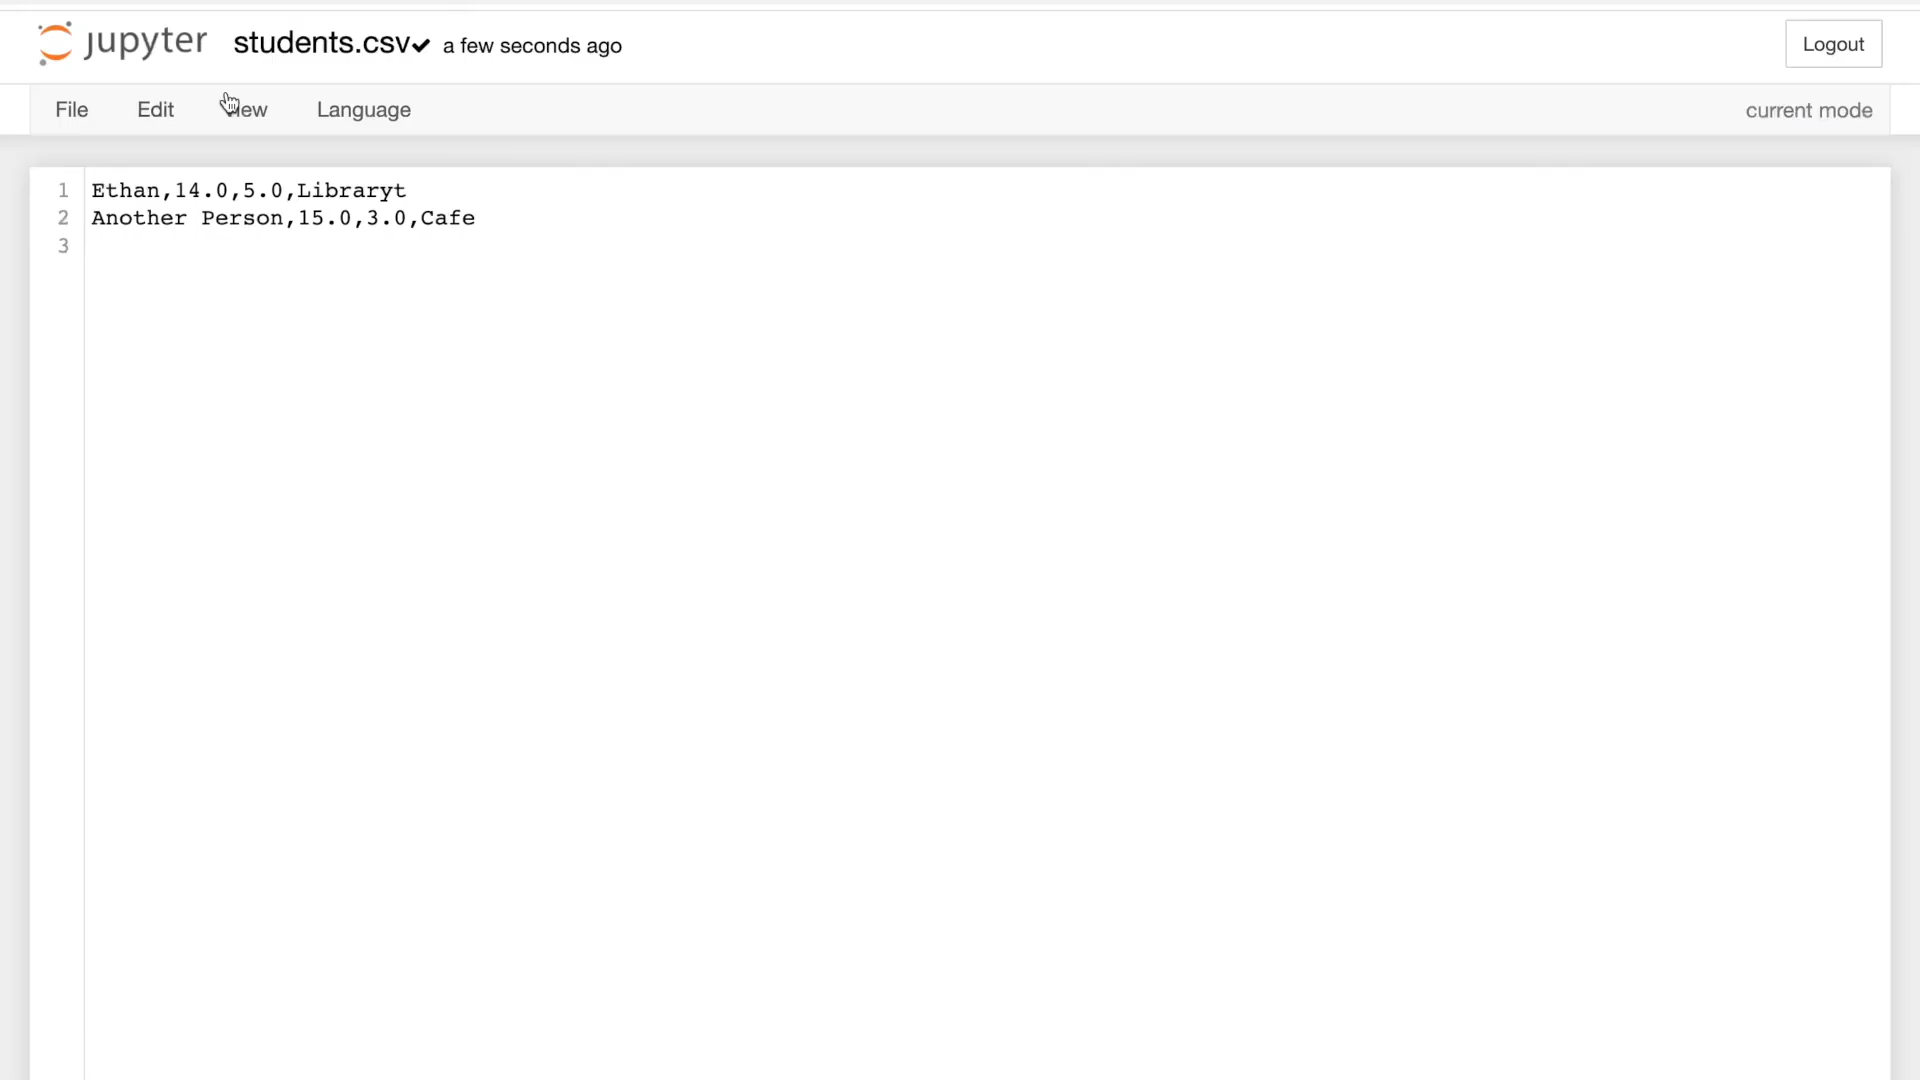 jupyter students.csv✔ a few seconds ago Logout
File Edit View Language current mode
1 Ethan,14.0,5.0,Libraryt
2 Another Person,15.0,3.0,Cafe
3